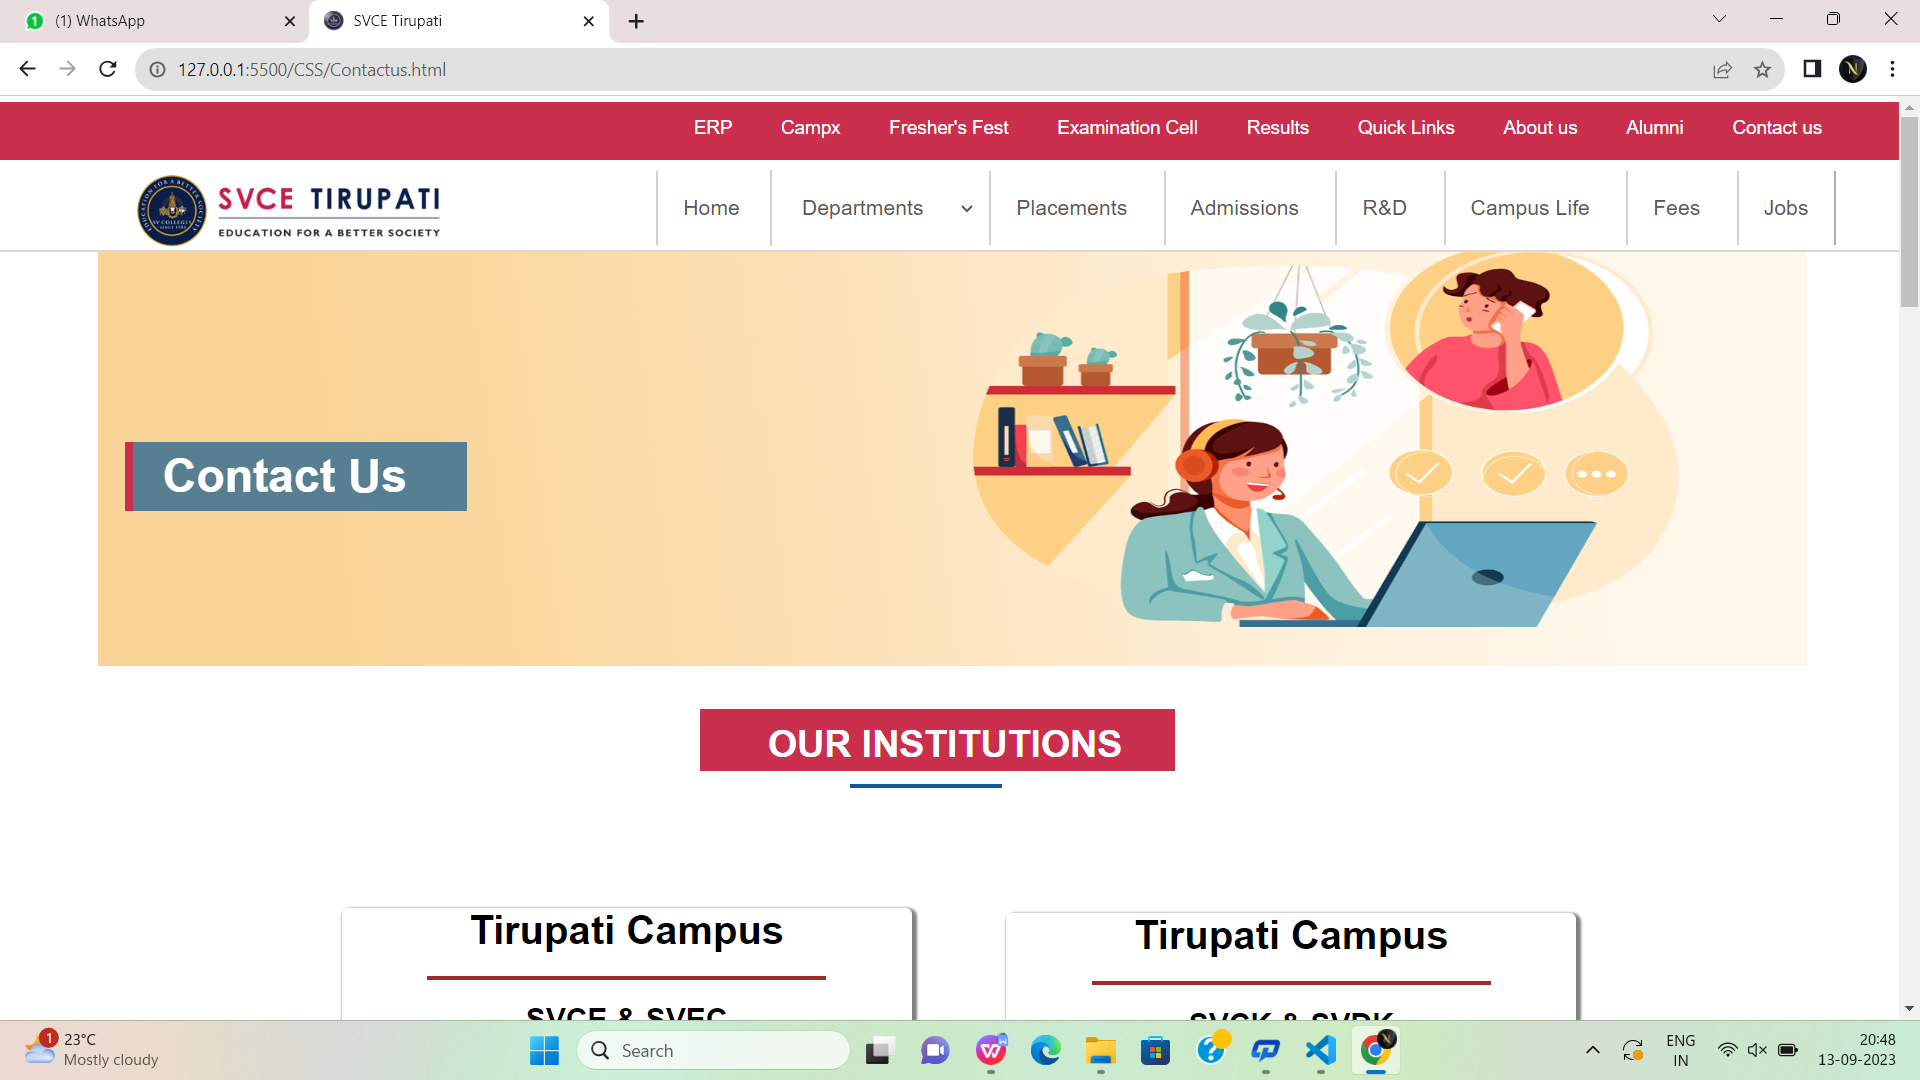 (1) WhatsApp
SVCE Tirupati
127.0.0.1:5500/CSS/Contactus.html
ERP Campx Fresher's Fest Examination Cell Results Quick Links About us Alumni Contact us
SVCE TIRUPATI
EDUCATION FOR A BETTER SOCIETY
Home Departments Placements Admissions R&D Campus Life Fees Jobs
Contact Us
OUR INSTITUTIONS
Tirupati Campus
SVCE & SVEC
Tirupati Campus
SVCK & SVDK
1
23°C
Mostly cloudy
Search
ENG
IN
20:48
13-09-2023